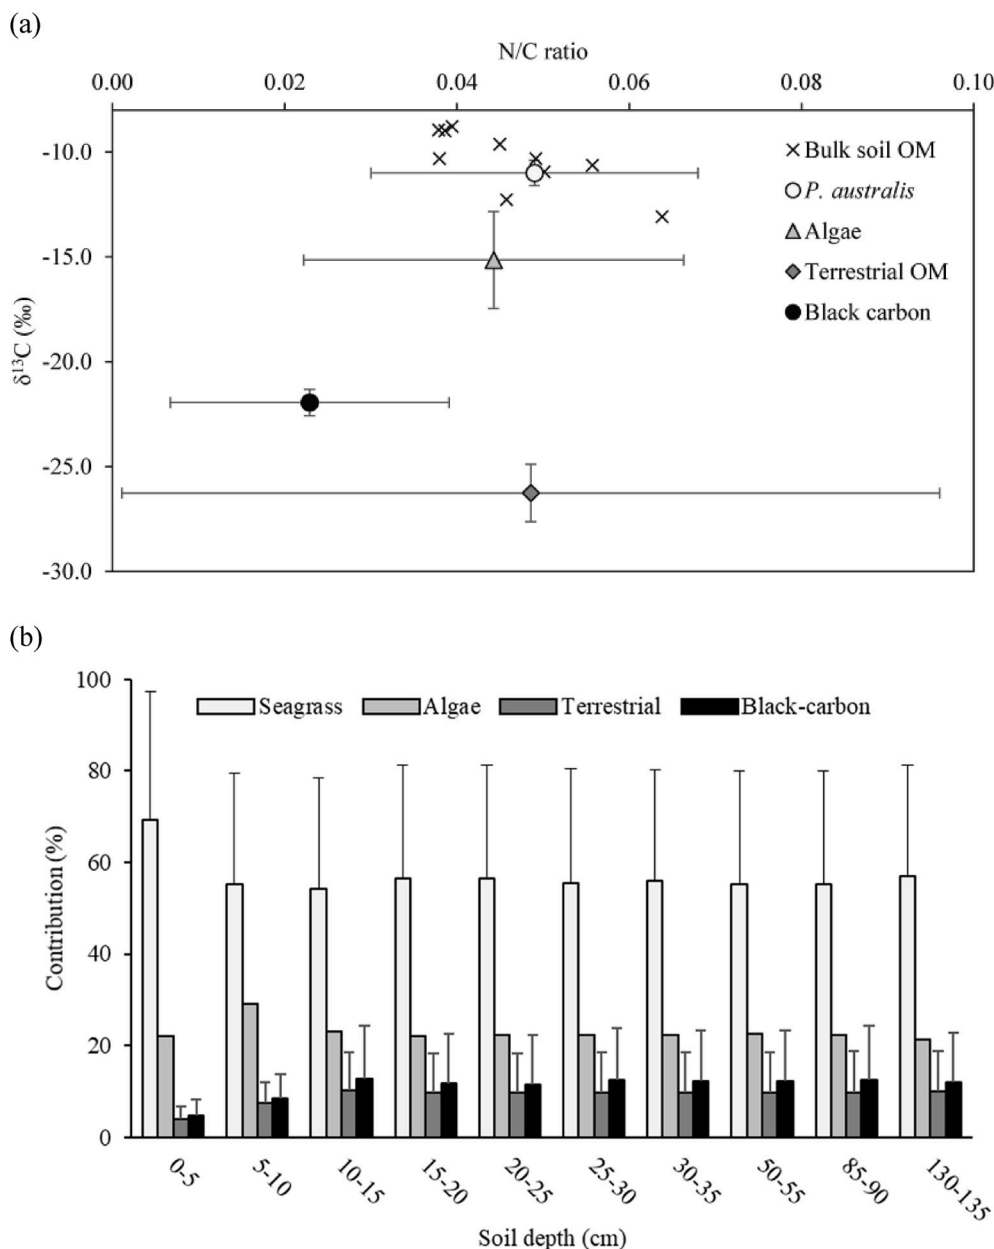 (a)
N/C ratio
0.00 0.02 0.04 0.06 0.08 0.10
-10.0
-15.0
-20.0
-25.0
-30.0
δ¹³C (‰)
Bulk soil OM
P. australis
Algae
Terrestrial OM
Black carbon
(b)
100
80
60
40
20
0
Contribution (%)
Seagrass Algae Terrestrial Black-carbon
0-5 5-10 10-15 15-20 20-25 25-30 30-35 50-55 85-90 130-135
Soil depth (cm)